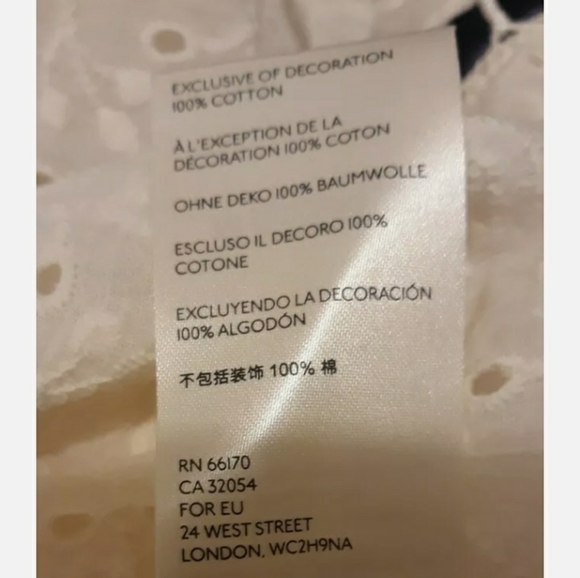 EXCLUSIVE OF DECORATION
100% COTTON
À L'EXCEPTION DE LA
DÉCORATION 100% COTON
OHNE DEKO 100% BAUMWOLLE
ESCLUSO IL DECORO 100%
COTONE
EXCLUYENDO LA DECORACIÓN
100% ALGODÓN
不包括装饰 100% 棉
RN 66170
CA 32054
FOR EU
24 WEST STREET
LONDON, WC2H9NA